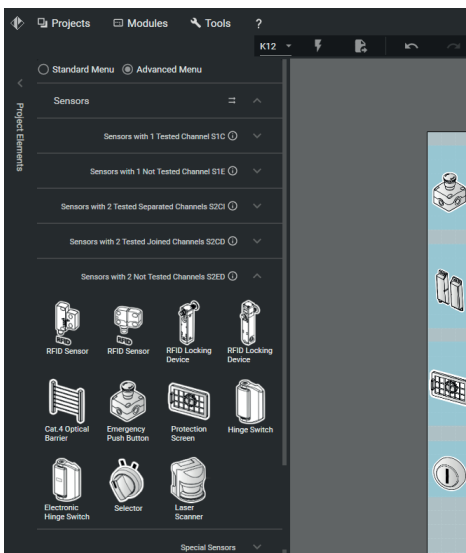 Projects Modules Tools ?
K12
Standard Menu Advanced Menu
Project Elements
Sensors
Sensors with 1 Tested Channel S1C
Sensors with 1 Not Tested Channel S1E
Sensors with 2 Tested Separated Channels S2CI
Sensors with 2 Tested Joined Channels S2CD
Sensors with 2 Not Tested Channels S2ED
RFID Sensor RFID Sensor RFID Locking RFID Locking
Device Device
Cat.4 Optical Emergency Protection Hinge Switch
Barrier Push Button Screen
Electronic Selector Laser
Hinge Switch Scanner
Special Sensors